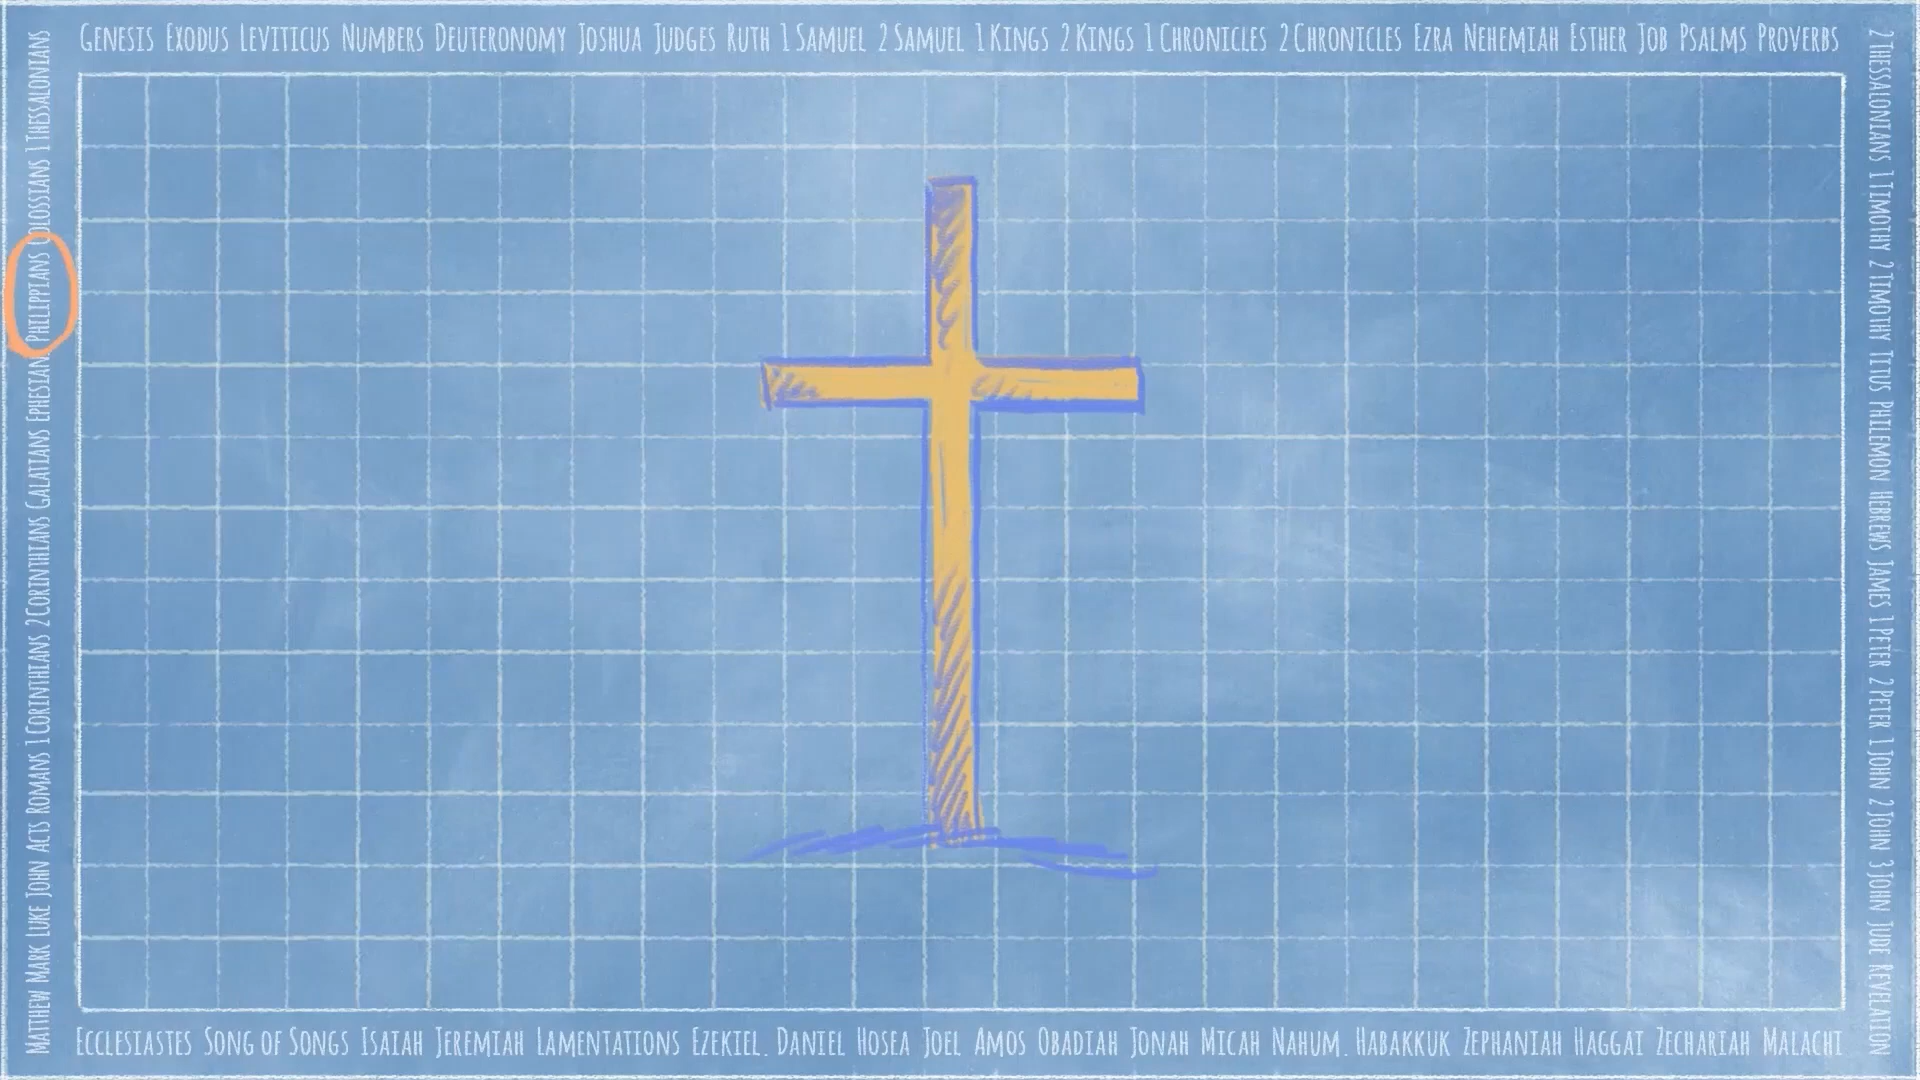 Genesis Exodus Leviticus Numbers Deuteronomy Joshua Judges Ruth 1 Samuel 2 Samuel 1 Kings 2 Kings 1 Chronicles 2 Chronicles Ezra Nehemiah Esther Job Psalms Proverbs
Ecclesiastes Song of Songs Isaiah Jeremiah Lamentations Ezekiel. Daniel Hosea Joel Amos Obadiah Jonah Micah Nahum. Habakkuk Zephaniah Haggai Zechariah Malachi
Matthew Mark Luke John Acts Romans 1 Corinthians 2 Corinthians Galatians Ephesians Philippians Colossians 1 Thessalonians
2 Thessalonians 1 Timothy 2 Timothy Titus Philemon Hebrews James 1 Peter 2 Peter 1 John 2 John 3 John Jude Revelation